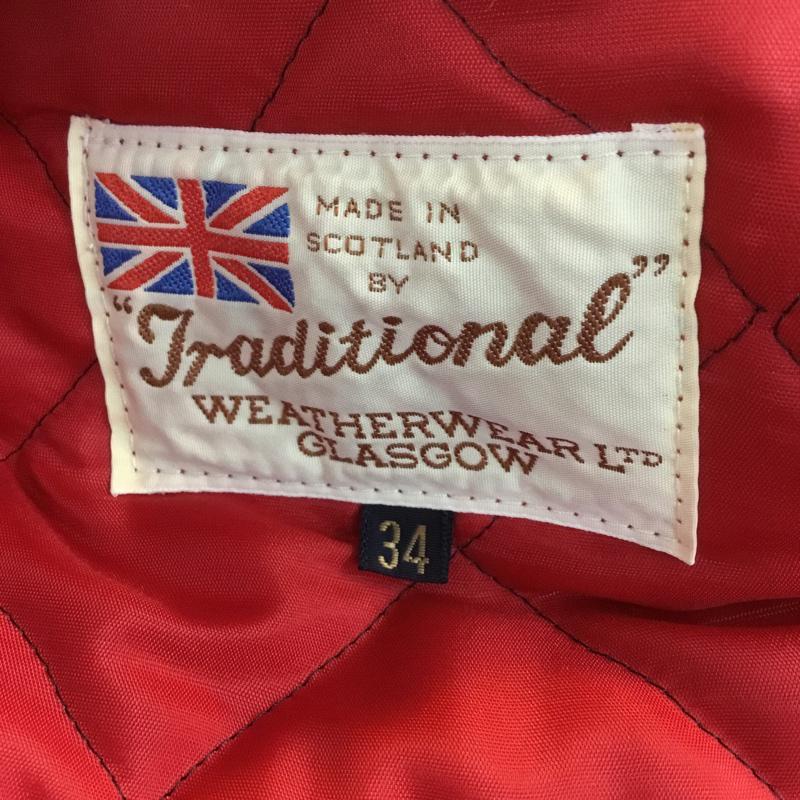 MADE IN
SCOTLAND
BY
"Traditional"
WEATHERWEAR LTD
GLASGOW
34